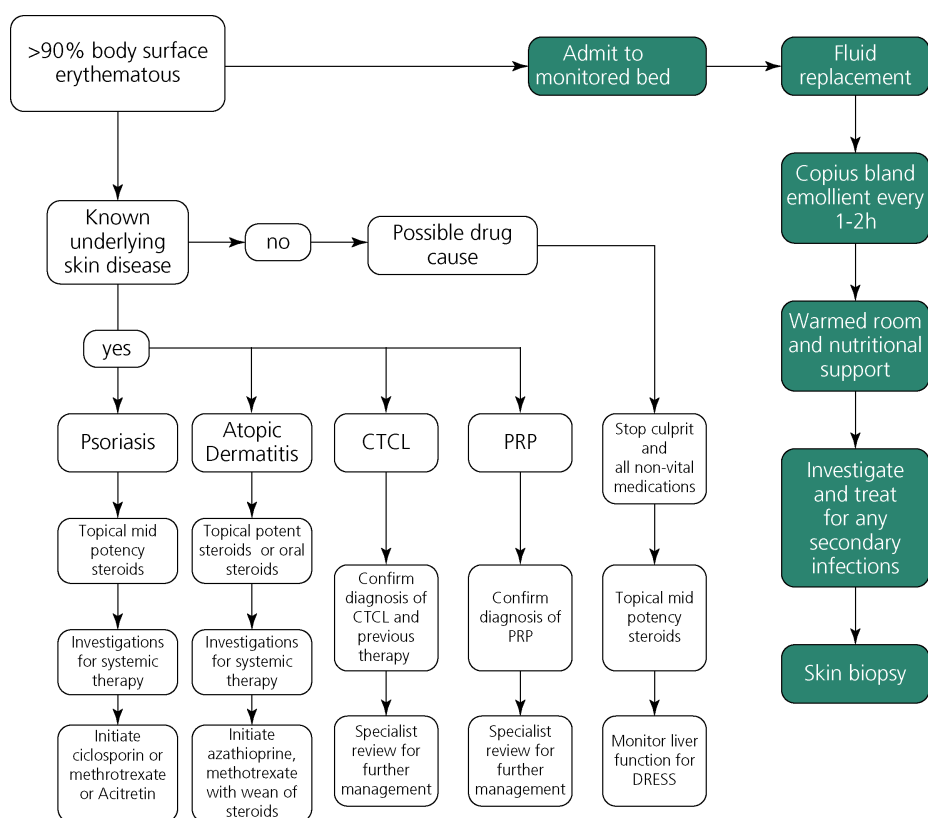 >90% body surface
erythematous
Admit to
monitored bed
Fluid
replacement
Copius bland
emollient every
1-2h
Known
underlying
skin disease
no
Possible drug
cause
Warmed room
and nutritional
support
yes
Psoriasis
Atopic
Dermatitis
CTCL
PRP
Stop culprit
and
all non-vital
medications
Investigate
and treat
for any
secondary
infections
Topical mid
potency
steroids
Topical potent
steroids or oral
steroids
Confirm
diagnosis of
CTCL and
previous
therapy
Confirm
diagnosis of
PRP
Topical mid
potency
steroids
Investigations
for systemic
therapy
Investigations
for systemic
therapy
Skin biopsy
Initiate
ciclosporin or
methrotrexate
or Acitretin
Initiate
azathioprine,
methotrexate
with wean of
steroids
Specialist
review for
further
management
Specialist
review for
further
management
Monitor liver
function for
DRESS